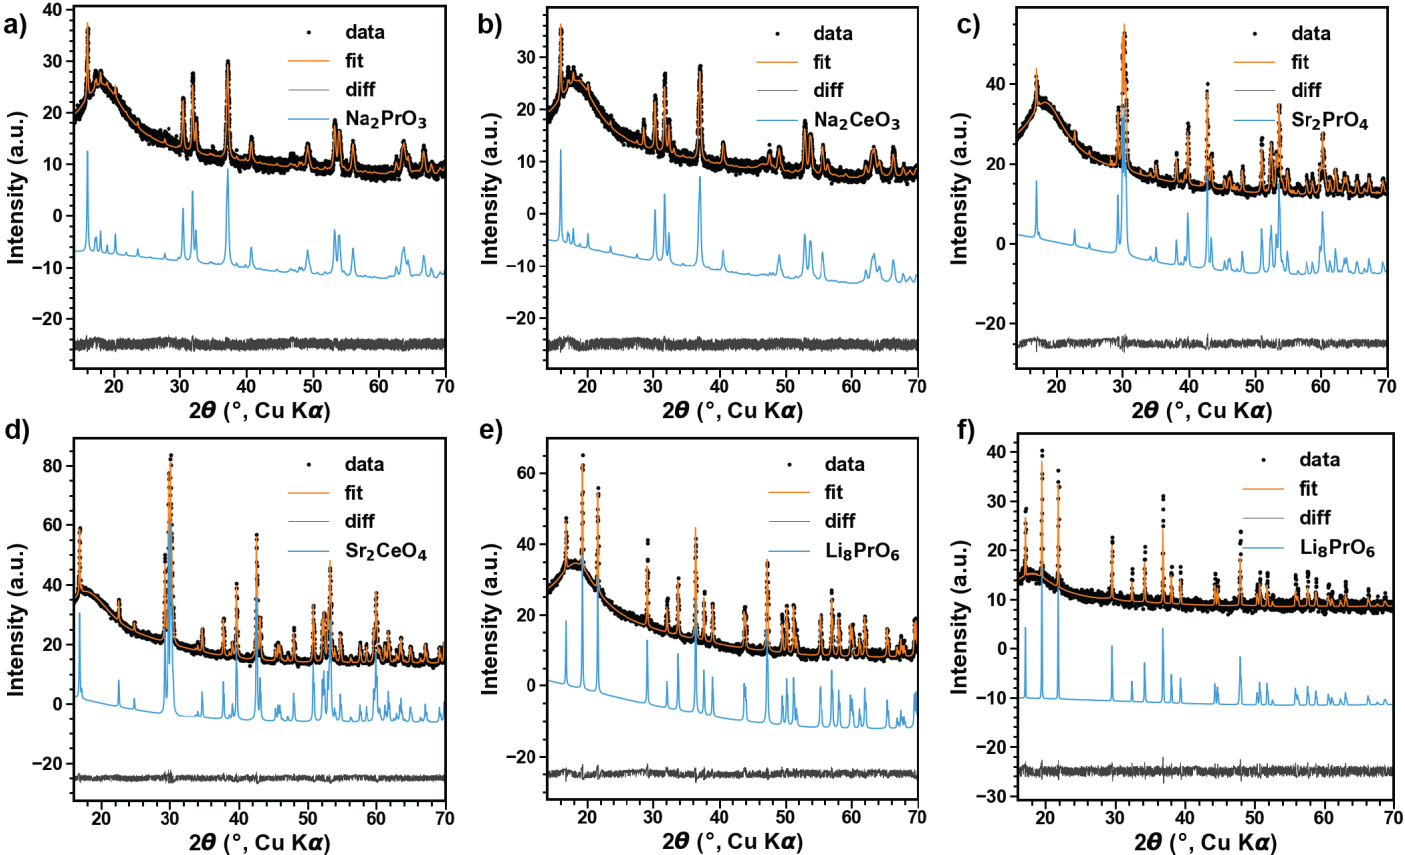 a)
40
30
20
10
0
−10
−20
Intensity (a.u.)
data
fit
diff
Na₂PrO₃
20 30 40 50 60 70
2θ (°, Cu Kα)
b)
30
20
10
0
−10
−20
Intensity (a.u.)
data
fit
diff
Na₂CeO₃
20 30 40 50 60 70
2θ (°, Cu Kα)
c)
40
20
0
−20
Intensity (a.u.)
data
fit
diff
Sr₂PrO₄
20 30 40 50 60 70
2θ (°, Cu Kα)
d)
80
60
40
20
0
−20
Intensity (a.u.)
data
fit
diff
Sr₂CeO₄
20 30 40 50 60 70
2θ (°, Cu Kα)
e)
60
40
20
0
−20
Intensity (a.u.)
data
fit
diff
Li₈PrO₆
20 30 40 50 60 70
2θ (°, Cu Kα)
f)
40
30
20
10
0
−10
−20
−30
Intensity (a.u.)
data
fit
diff
Li₈PrO₆
20 30 40 50 60 70
2θ (°, Cu Kα)